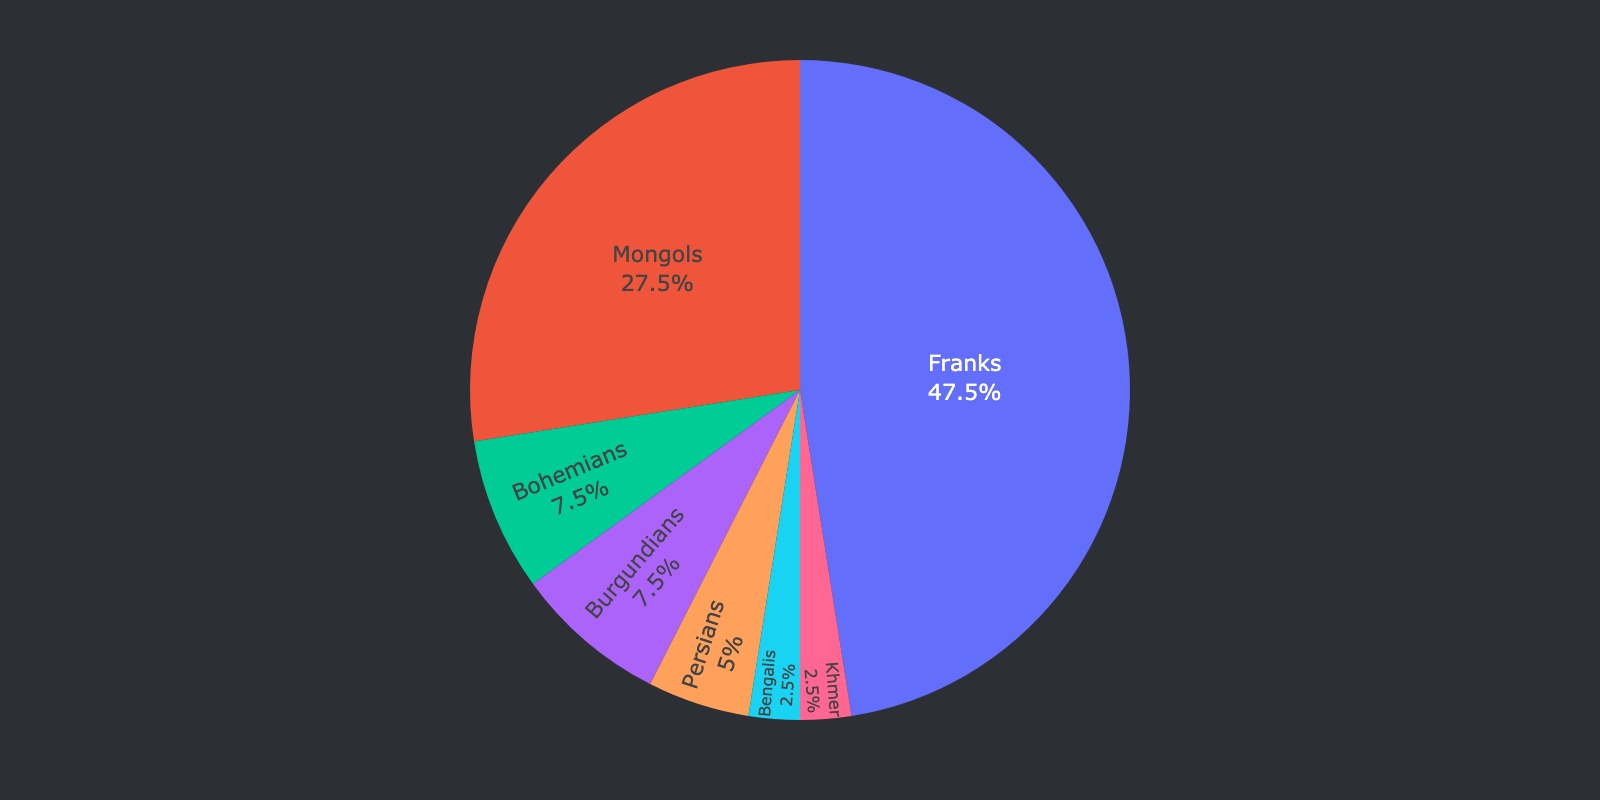 Mongols
27.5%
Franks
47.5%
Bohemians
7.5%
Burgundians
7.5%
Persians
5%
Bengalis
2.5%
Khmer
2.5%